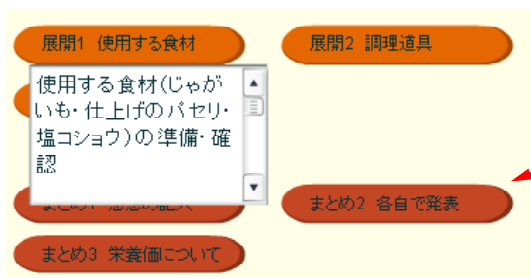 展開1 使用する食材
展開2 調理道具
使用する食材(じゃが
いも・仕上げのパセリ・
塩コショウ)の準備・確
認
まとめ2 各自で発表
まとめ3 栄養価について